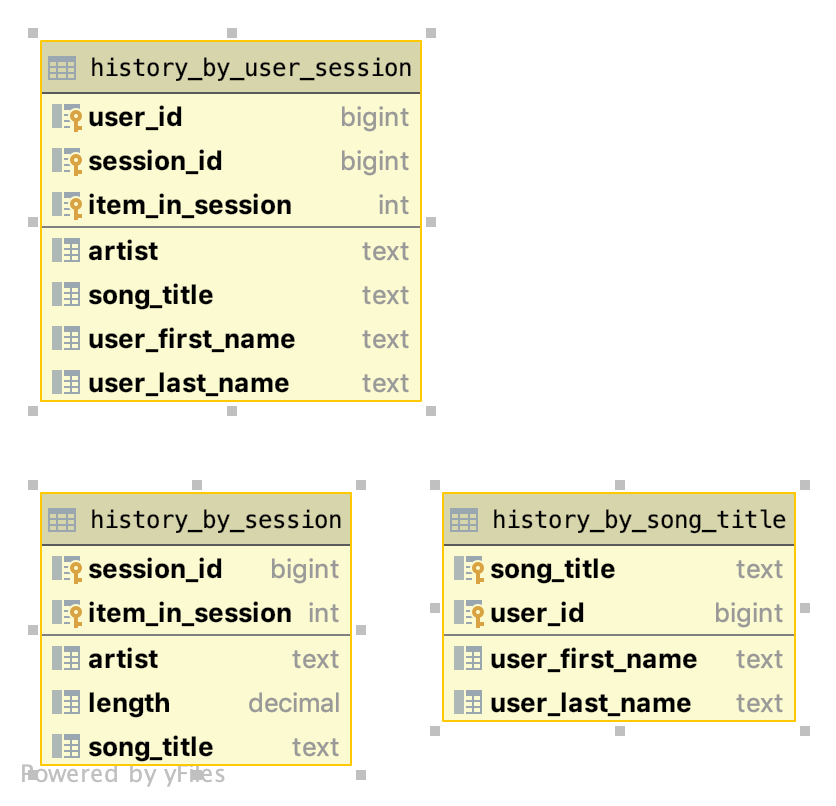 history_by_user_session
user_id bigint
session_id bigint
item_in_session int
artist text
song_title text
user_first_name text
user_last_name text
history_by_session
session_id bigint
item_in_session int
artist text
length decimal
song_title text
history_by_song_title
song_title text
user_id bigint
user_first_name text
user_last_name text
Powered by yFiles